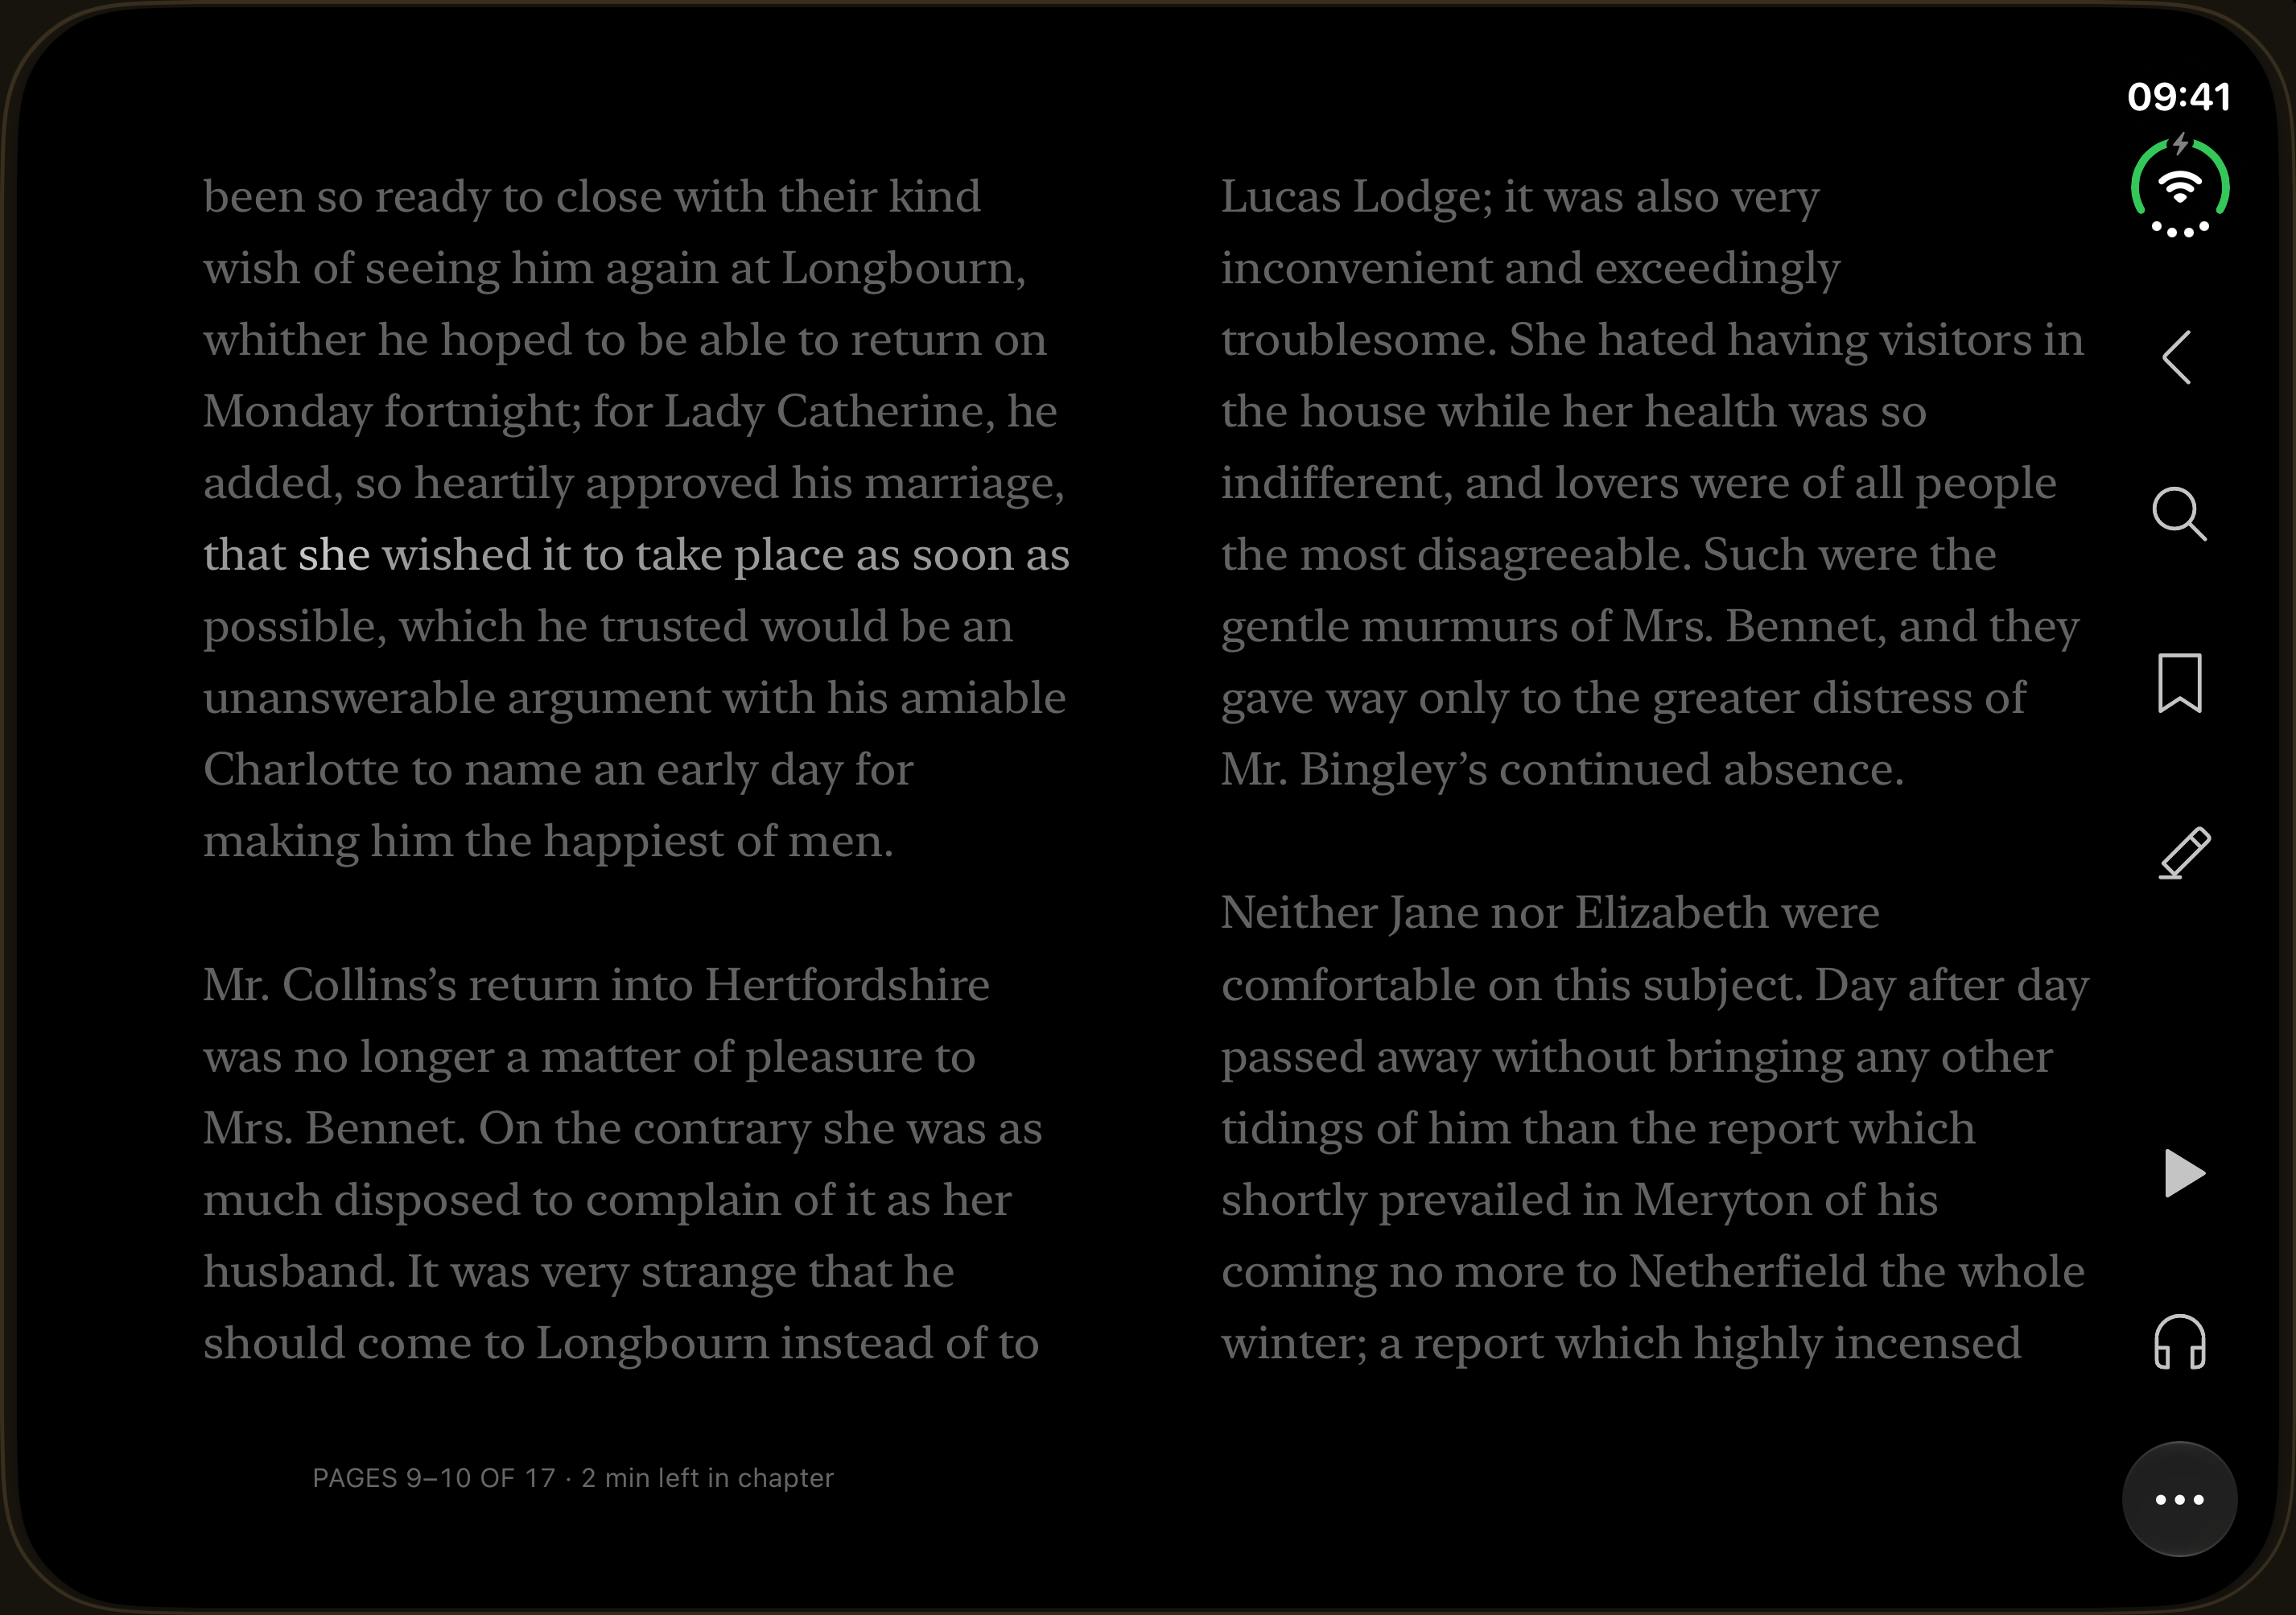 been so ready to close with their kind
wish of seeing him again at Longbourn,
whither he hoped to be able to return on
Monday fortnight; for Lady Catherine, he
added, so heartily approved his marriage,
that she wished it to take place as soon as
possible, which he trusted would be an
unanswerable argument with his amiable
Charlotte to name an early day for
making him the happiest of men.
Mr. Collins’s return into Hertfordshire
was no longer a matter of pleasure to
Mrs. Bennet. On the contrary she was as
much disposed to complain of it as her
husband. It was very strange that he
should come to Longbourn instead of to
Lucas Lodge; it was also very
inconvenient and exceedingly
troublesome. She hated having visitors in
the house while her health was so
indifferent, and lovers were of all people
the most disagreeable. Such were the
gentle murmurs of Mrs. Bennet, and they
gave way only to the greater distress of
Mr. Bingley’s continued absence.
Neither Jane nor Elizabeth were
comfortable on this subject. Day after day
passed away without bringing any other
tidings of him than the report which
shortly prevailed in Meryton of his
coming no more to Netherfield the whole
winter; a report which highly incensed
PAGES 9–10 OF 17 · 2 min left in chapter
09:41